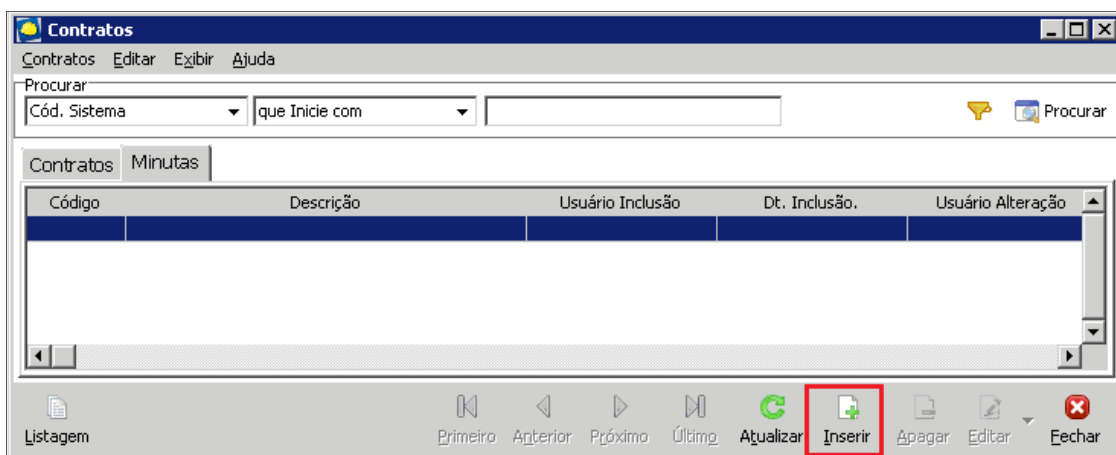 Contratos
Contratos Editar Exibir Ajuda
Procurar
Cód. Sistema que Inicie com Procurar
Contratos Minutas
Código Descrição Usuário Inclusão Dt. Inclusão. Usuário Alteração
Listagem Primeiro Anterior Próximo Último Atualizar Inserir Apagar Editar Fechar